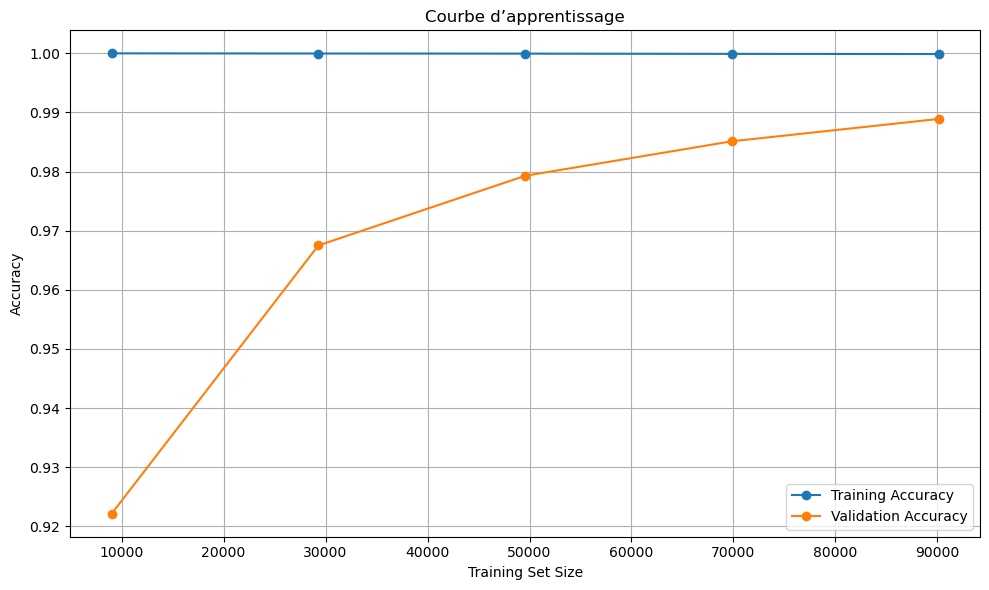 Courbe d’apprentissage
1.00
0.99
0.98
0.97
0.96
0.95
0.94
0.93
0.92
Accuracy
10000 20000 30000 40000 50000 60000 70000 80000 90000
Training Set Size
Training Accuracy
Validation Accuracy